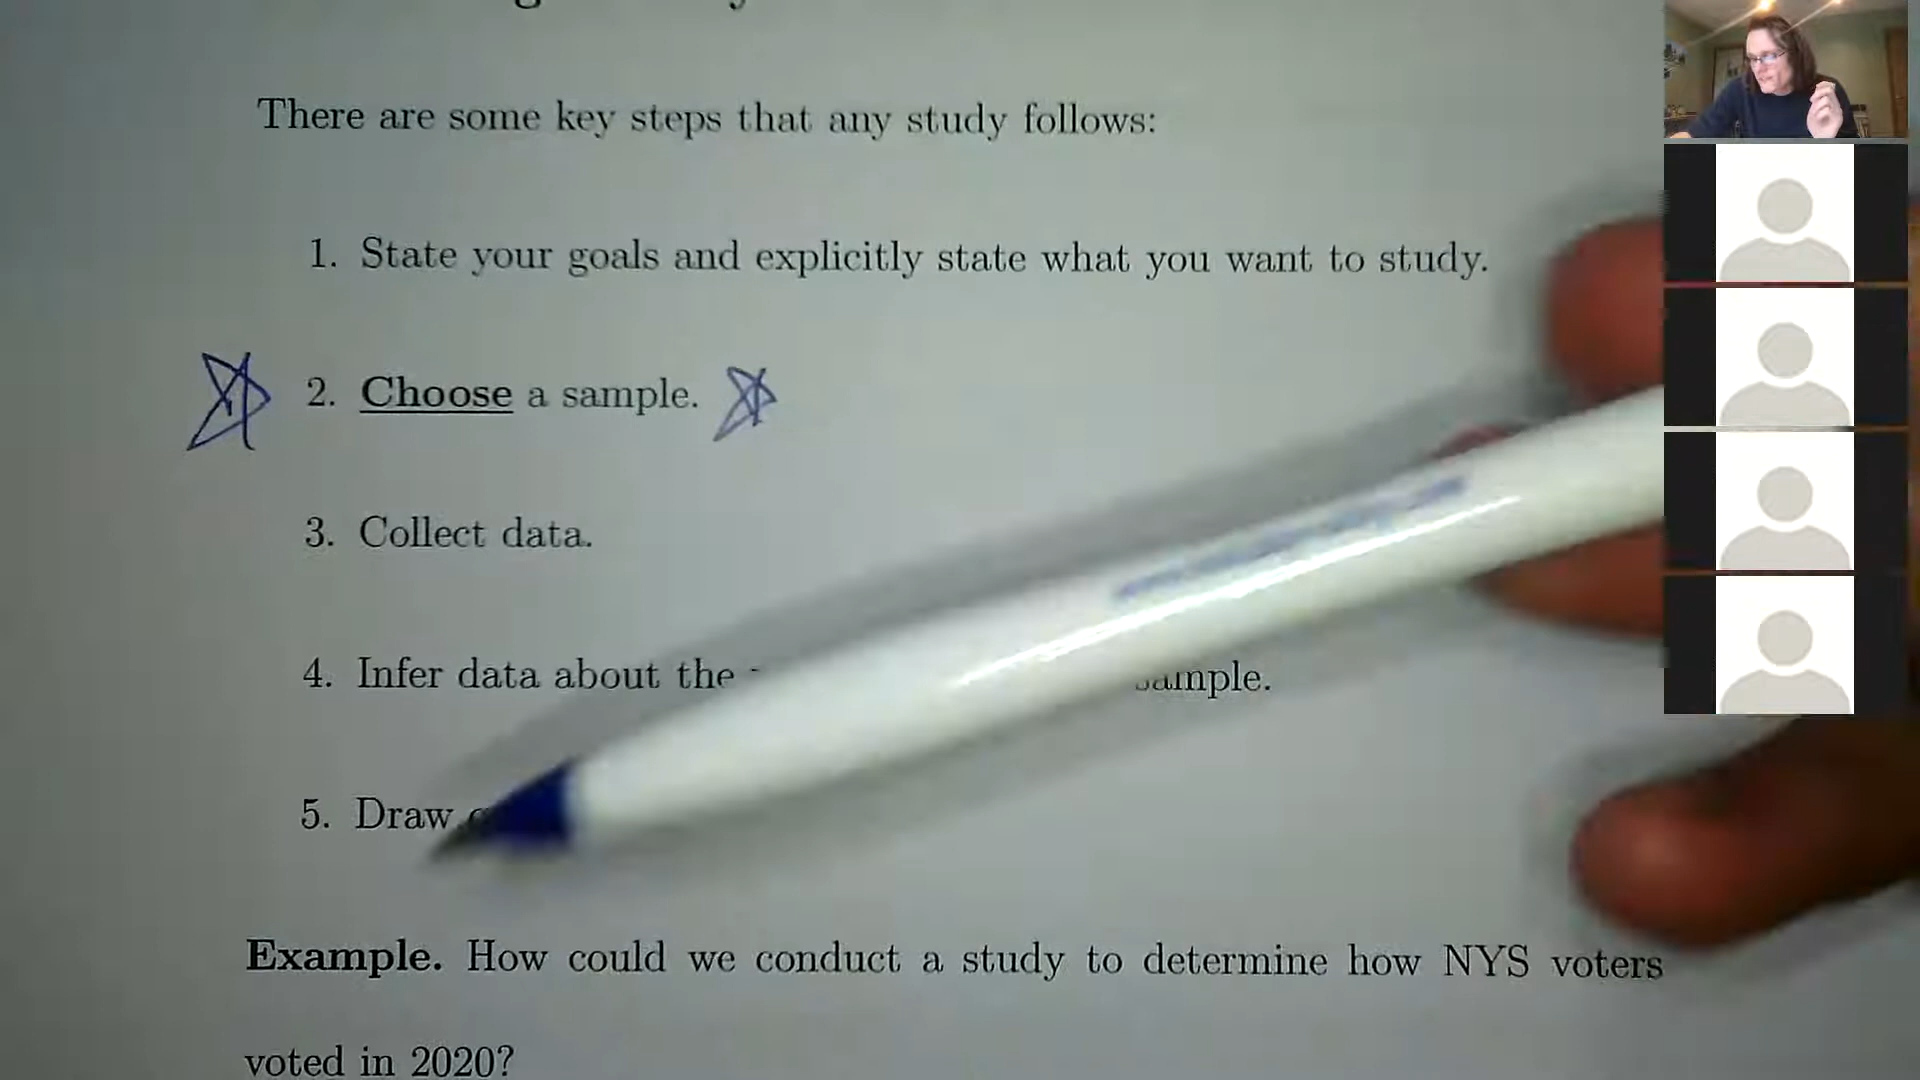 There are some key steps that any study follows:
1. State your goals and explicitly state what you want to study.
2. Choose a sample.
3. Collect data.
4. Infer data about the sample.
5. Draw
Example. How could we conduct a study to determine how NYS voters
voted in 2020?